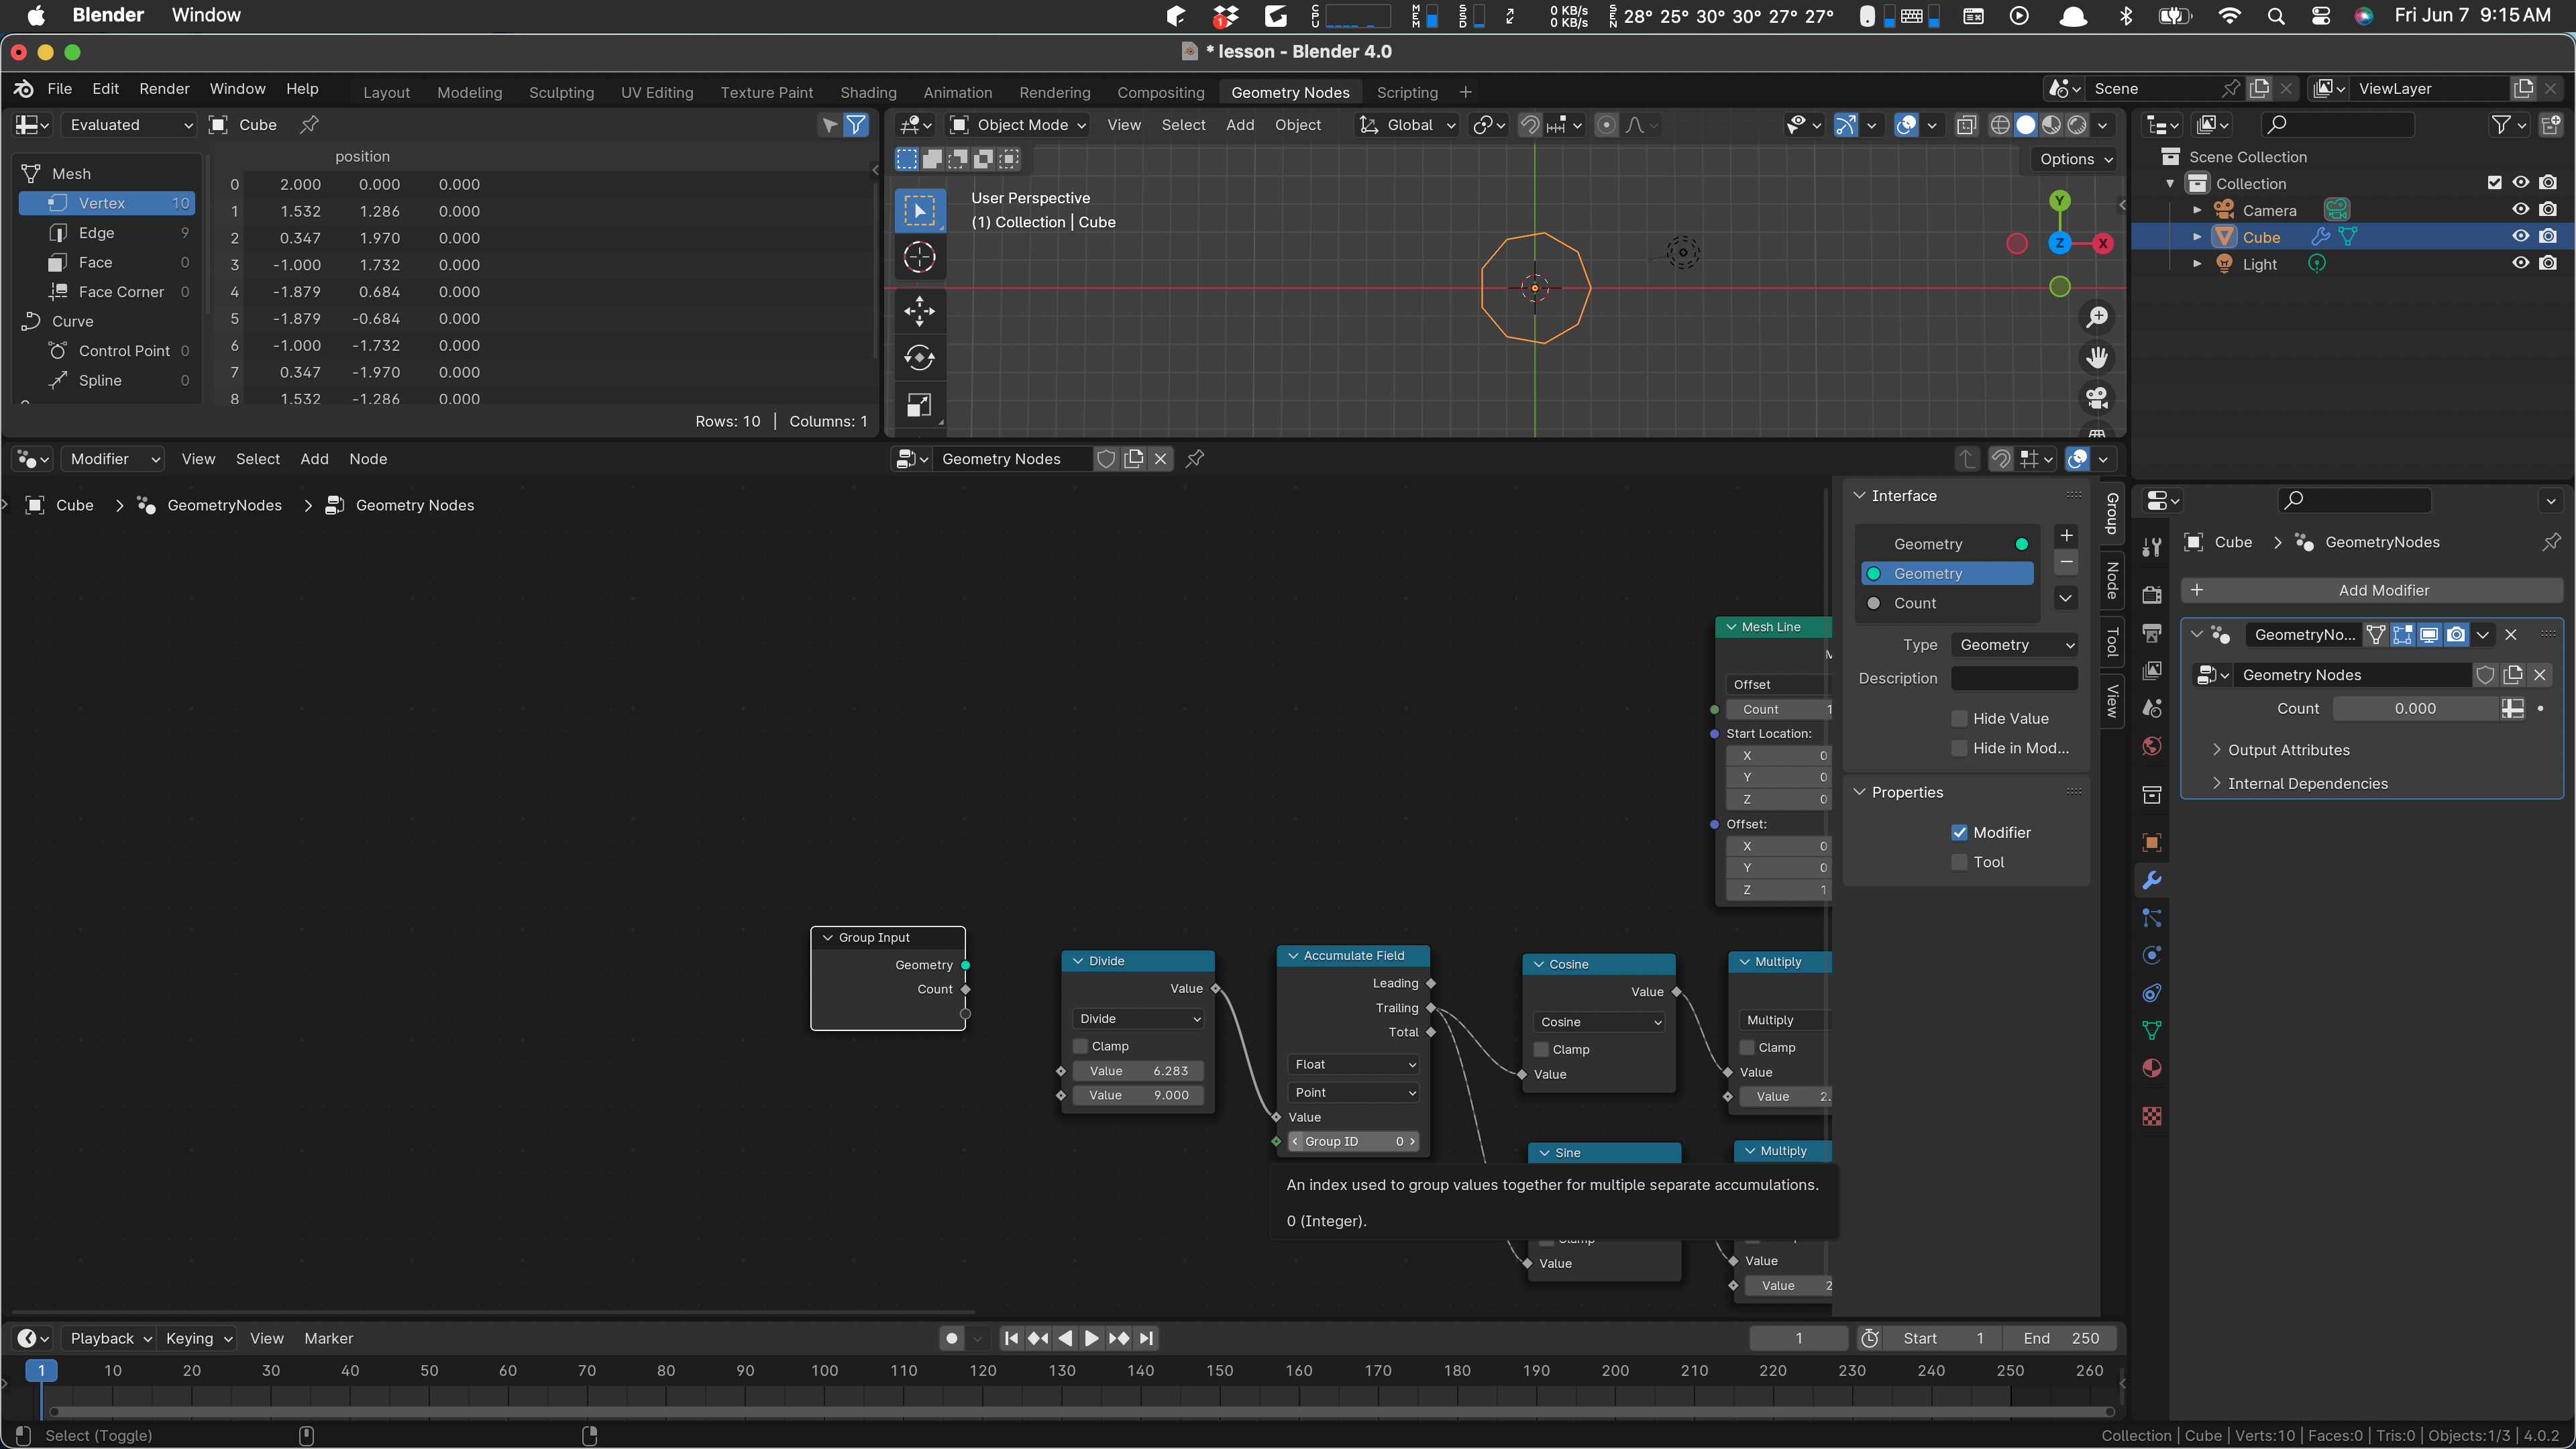 Blender Window
1
CPU MEM SSD 0 KB/s 0 KB/s SEN 28° 25° 30° 30° 27° 27° Fri Jun 7 9:15 AM
* lesson - Blender 4.0
File Edit Render Window Help
Layout Modeling Sculpting UV Editing Texture Paint Shading Animation Rendering Compositing Geometry Nodes Scripting +
Scene
ViewLayer
Evaluated
Cube
Mesh
Vertex 10
Edge 9
Face 0
Face Corner 0
Curve
Control Point 0
Spline 0
position
0 2.000 0.000 0.000
1 1.532 1.286 0.000
2 0.347 1.970 0.000
3 -1.000 1.732 0.000
4 -1.879 0.684 0.000
5 -1.879 -0.684 0.000
6 -1.000 -1.732 0.000
7 0.347 -1.970 0.000
8 1.532 -1.286 0.000
Rows: 10 | Columns: 1
Object Mode View Select Add Object Global
Options
User Perspective
(1) Collection | Cube
Y
Z
X
Scene Collection
Collection
Camera
Cube
Light
Modifier View Select Add Node
Geometry Nodes
Cube > GeometryNodes > Geometry Nodes
Group Input
Geometry
Count
Divide
Value
Divide
Clamp
Value 6.283
Value 9.000
Accumulate Field
Leading
Trailing
Total
Float
Point
Value
Group ID 0
An index used to group values together for multiple separate accumulations.
0 (Integer).
Cosine
Value
Cosine
Clamp
Value
Sine
Clamp
Value
Multiply
Multiply
Clamp
Value
Value 2.
Multiply
Value
Value 2
Mesh Line
Offset
Count 1
Start Location:
X 0
Y 0
Z 0
Offset:
X 0
Y 0
Z 1
Interface
Geometry
Geometry
Count
Type Geometry
Description
Hide Value
Hide in Mod...
Properties
Modifier
Tool
Group
Node
Tool
View
Cube > GeometryNodes
Add Modifier
GeometryNo...
Geometry Nodes
Count 0.000
Output Attributes
Internal Dependencies
Playback Keying View Marker
1
Start 1
End 250
1 10 20 30 40 50 60 70 80 90 100 110 120 130 140 150 160 170 180 190 200 210 220 230 240 250 260
Select (Toggle)
Collection | Cube | Verts:10 | Faces:0 | Tris:0 | Objects:1/3 | 4.0.2